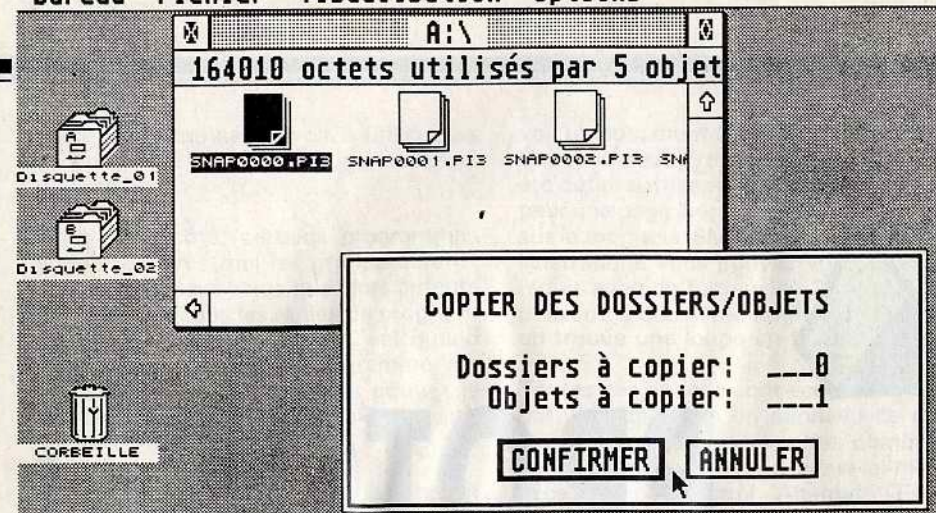 Bureau Fichier Visualisation Options
A:\
164010 octets utilisés par 5 objet
SNAP0000.PI3 SNAP0001.PI3 SNAP0002.PI3 SNA
A
Disquette_01
B
Disquette_02
CORBEILLE
COPIER DES DOSSIERS/OBJETS
Dossiers à copier: ___0
Objets à copier: ___1
CONFIRMER ANNULER